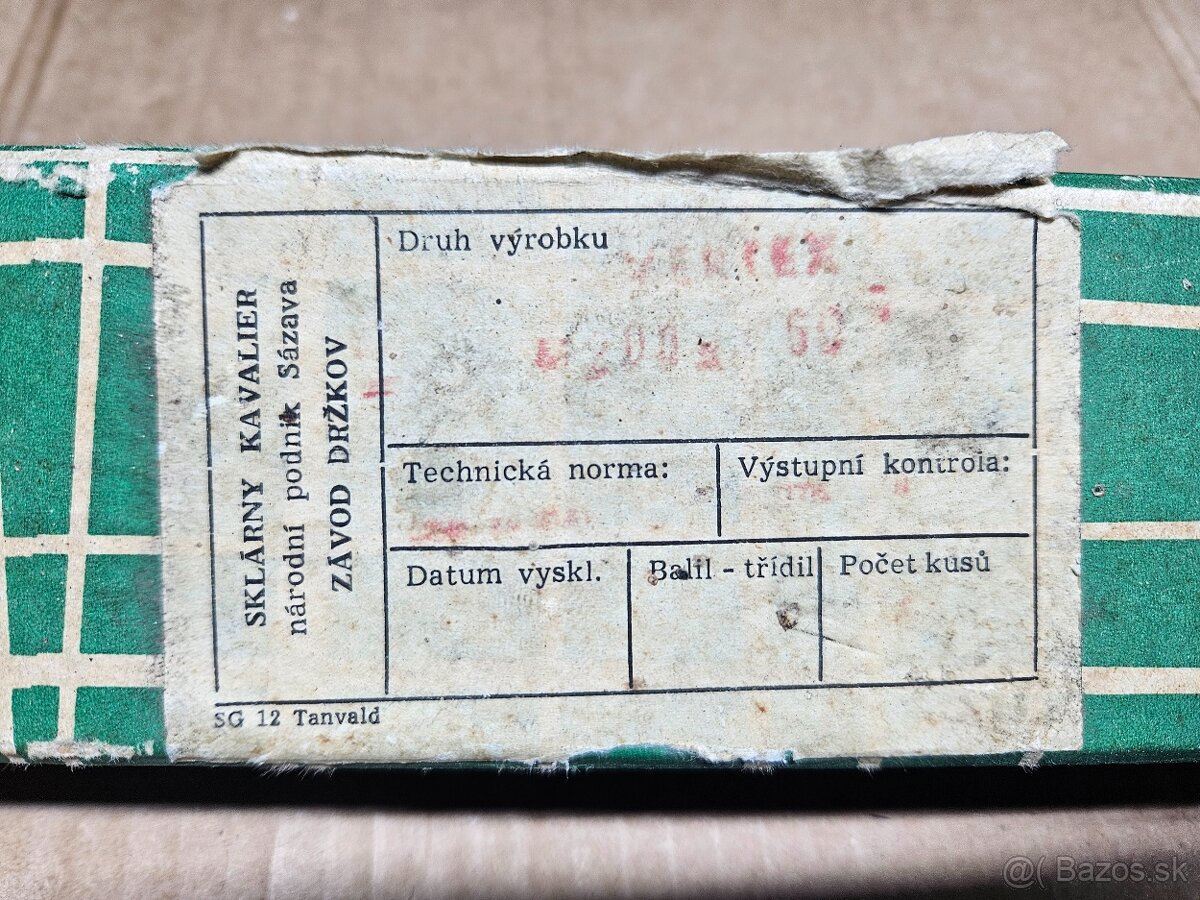 SKLÁRNY KAVALIER
národní podnik Sázava
ZÁVOD DRŽKOV
Druh výrobku
VERTEX
Technická norma:
Výstupní kontrola:
Datum vyskl.
Balil - třídil
Počet kusů
SG 12 Tanvald
@( Bazos.sk